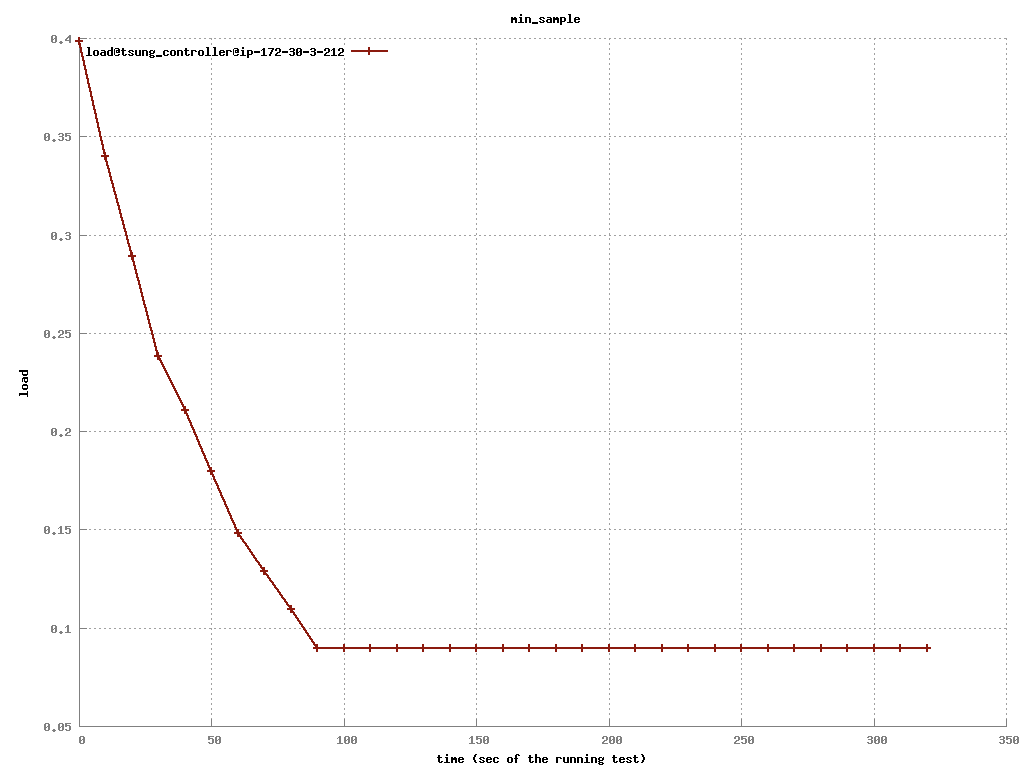 min_sample
load@tsung_controller@ip-172-30-3-212
0.4
0.35
0.3
0.25
0.2
0.15
0.1
0.05
load
0 50 100 150 200 250 300 350
time (sec of the running test)